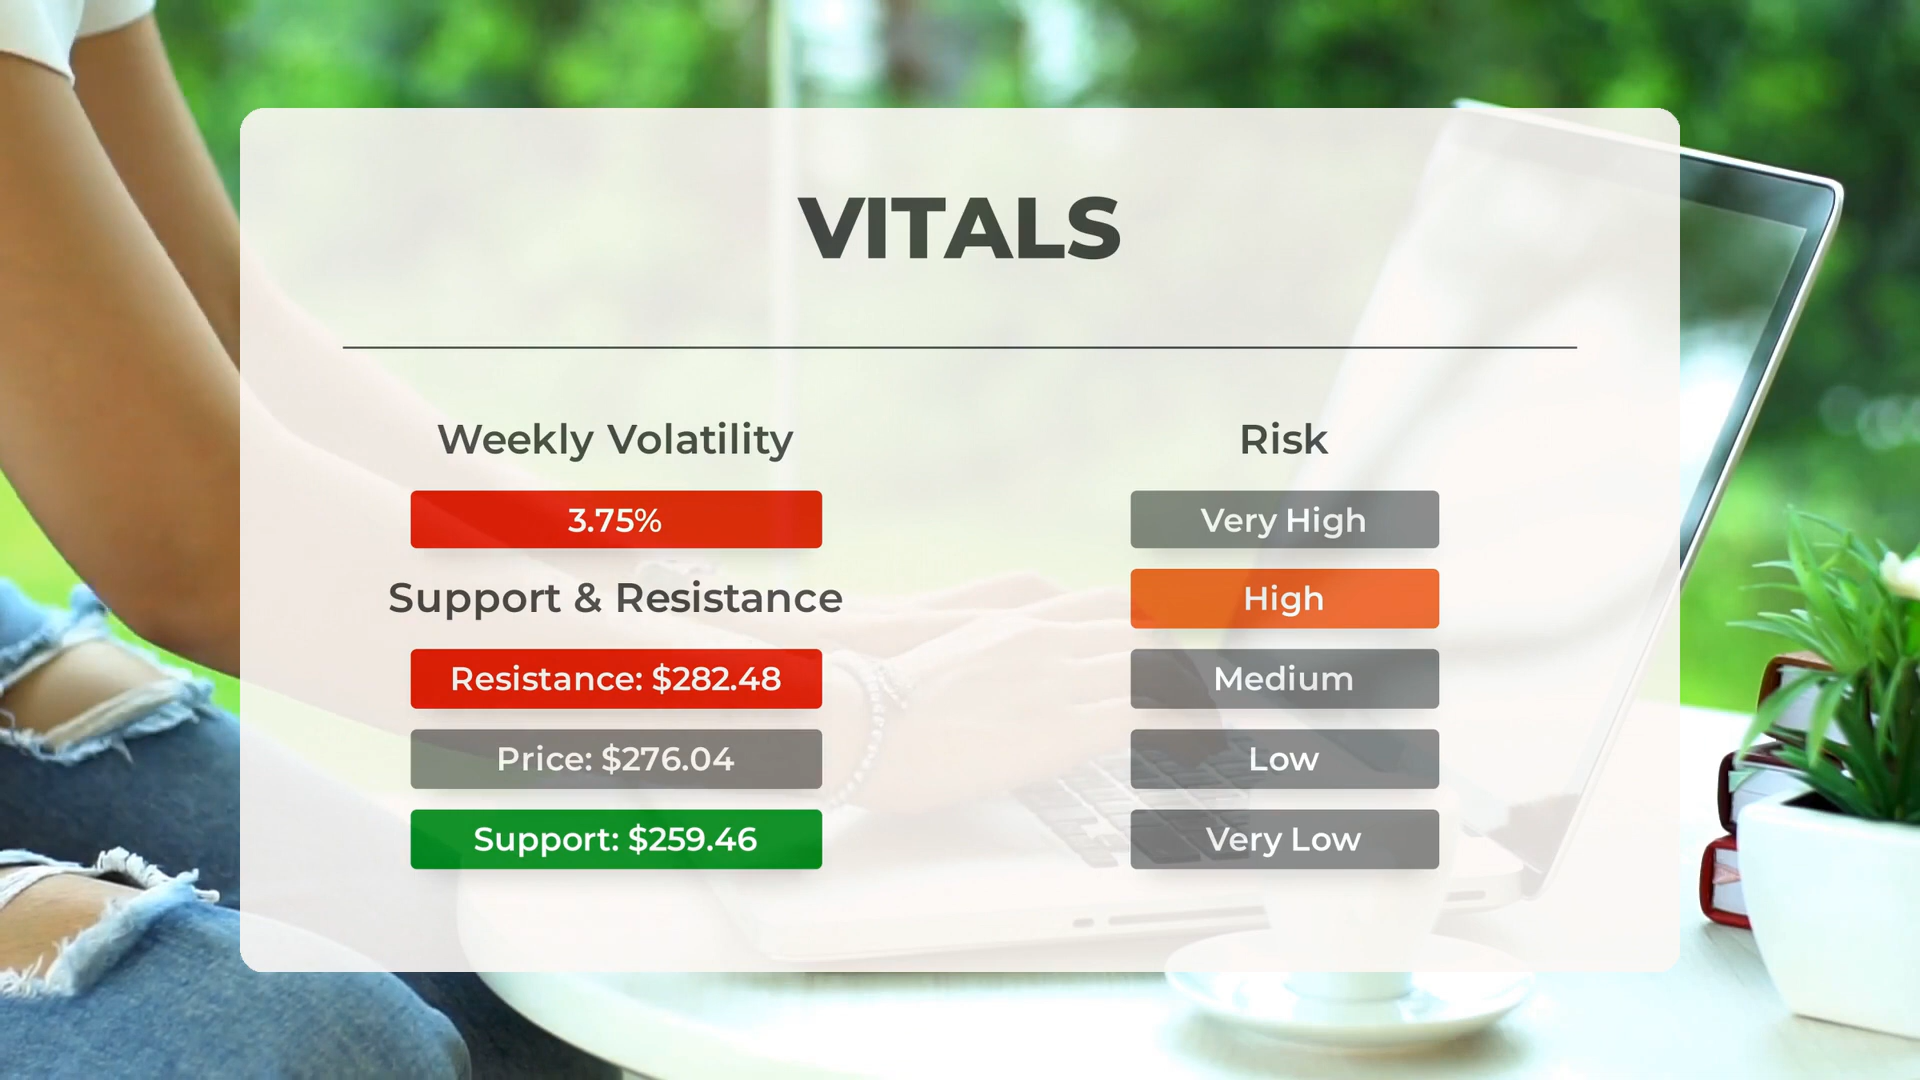 VITALS
Weekly Volatility
3.75%
Support & Resistance
Resistance: $282.48
Price: $276.04
Support: $259.46
Risk
Very High
High
Medium
Low
Very Low